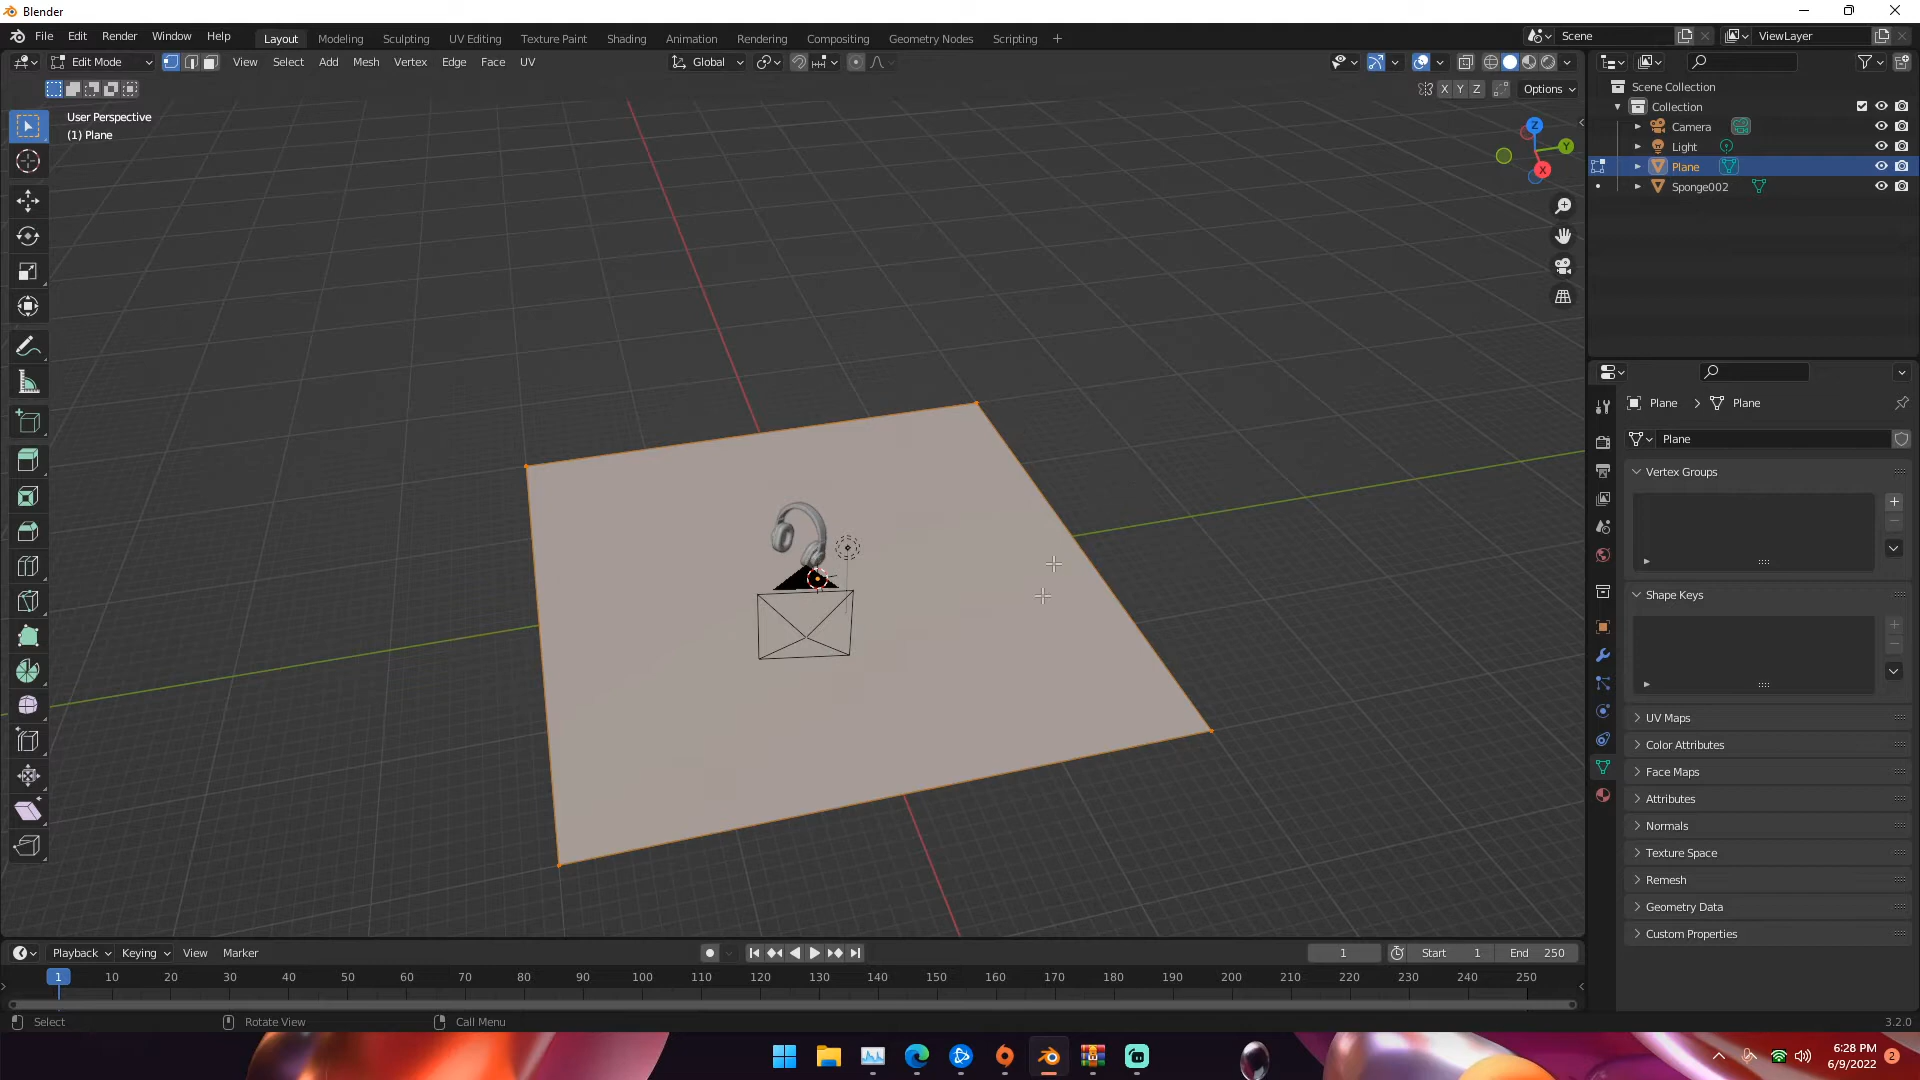 Blender
File Edit Render Window Help Layout Modeling Sculpting UV Editing Texture Paint Shading Animation Rendering Compositing Geometry Nodes Scripting + Scene ViewLayer
Edit Mode View Select Add Mesh Vertex Edge Face UV Global
X Y Z Options
User Perspective
(1) Plane
Z
Y
X
Scene Collection
Collection
Camera
Light
Plane
Sponge002
Plane > Plane
Plane
Vertex Groups
Shape Keys
UV Maps
Color Attributes
Face Maps
Attributes
Normals
Texture Space
Remesh
Geometry Data
Custom Properties
Playback Keying View Marker 1 Start 1 End 250
1 10 20 30 40 50 60 70 80 90 100 110 120 130 140 150 160 170 180 190 200 210 220 230 240 250
Select Rotate View Call Menu 3.2.0
6:28 PM
6/9/2022
2